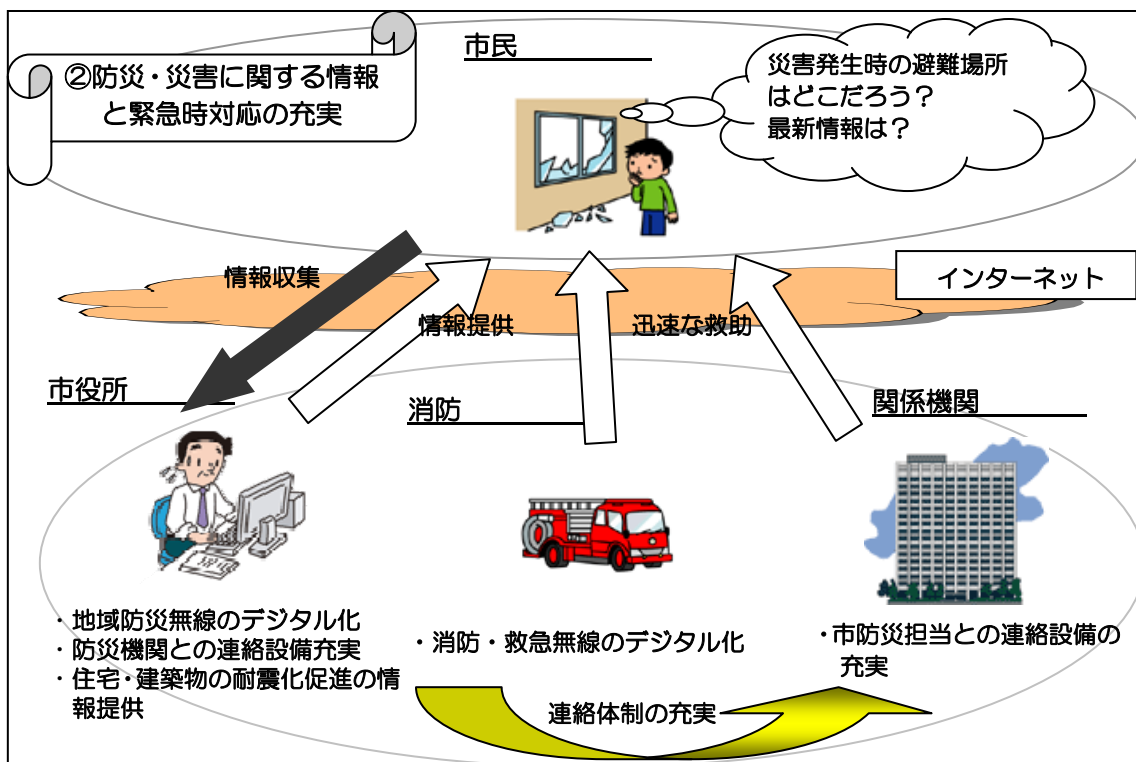 ②防災・災害に関する情報
と緊急時対応の充実
市民
災害発生時の避難場所
はどこだろう？
最新情報は？
インターネット
情報収集
情報提供
迅速な救助
市役所
消防
関係機関
・地域防災無線のデジタル化
・防災機関との連絡設備充実
・住宅・建築物の耐震化促進の情
報提供
・消防・救急無線のデジタル化
・市防災担当との連絡設備の
充実
連絡体制の充実